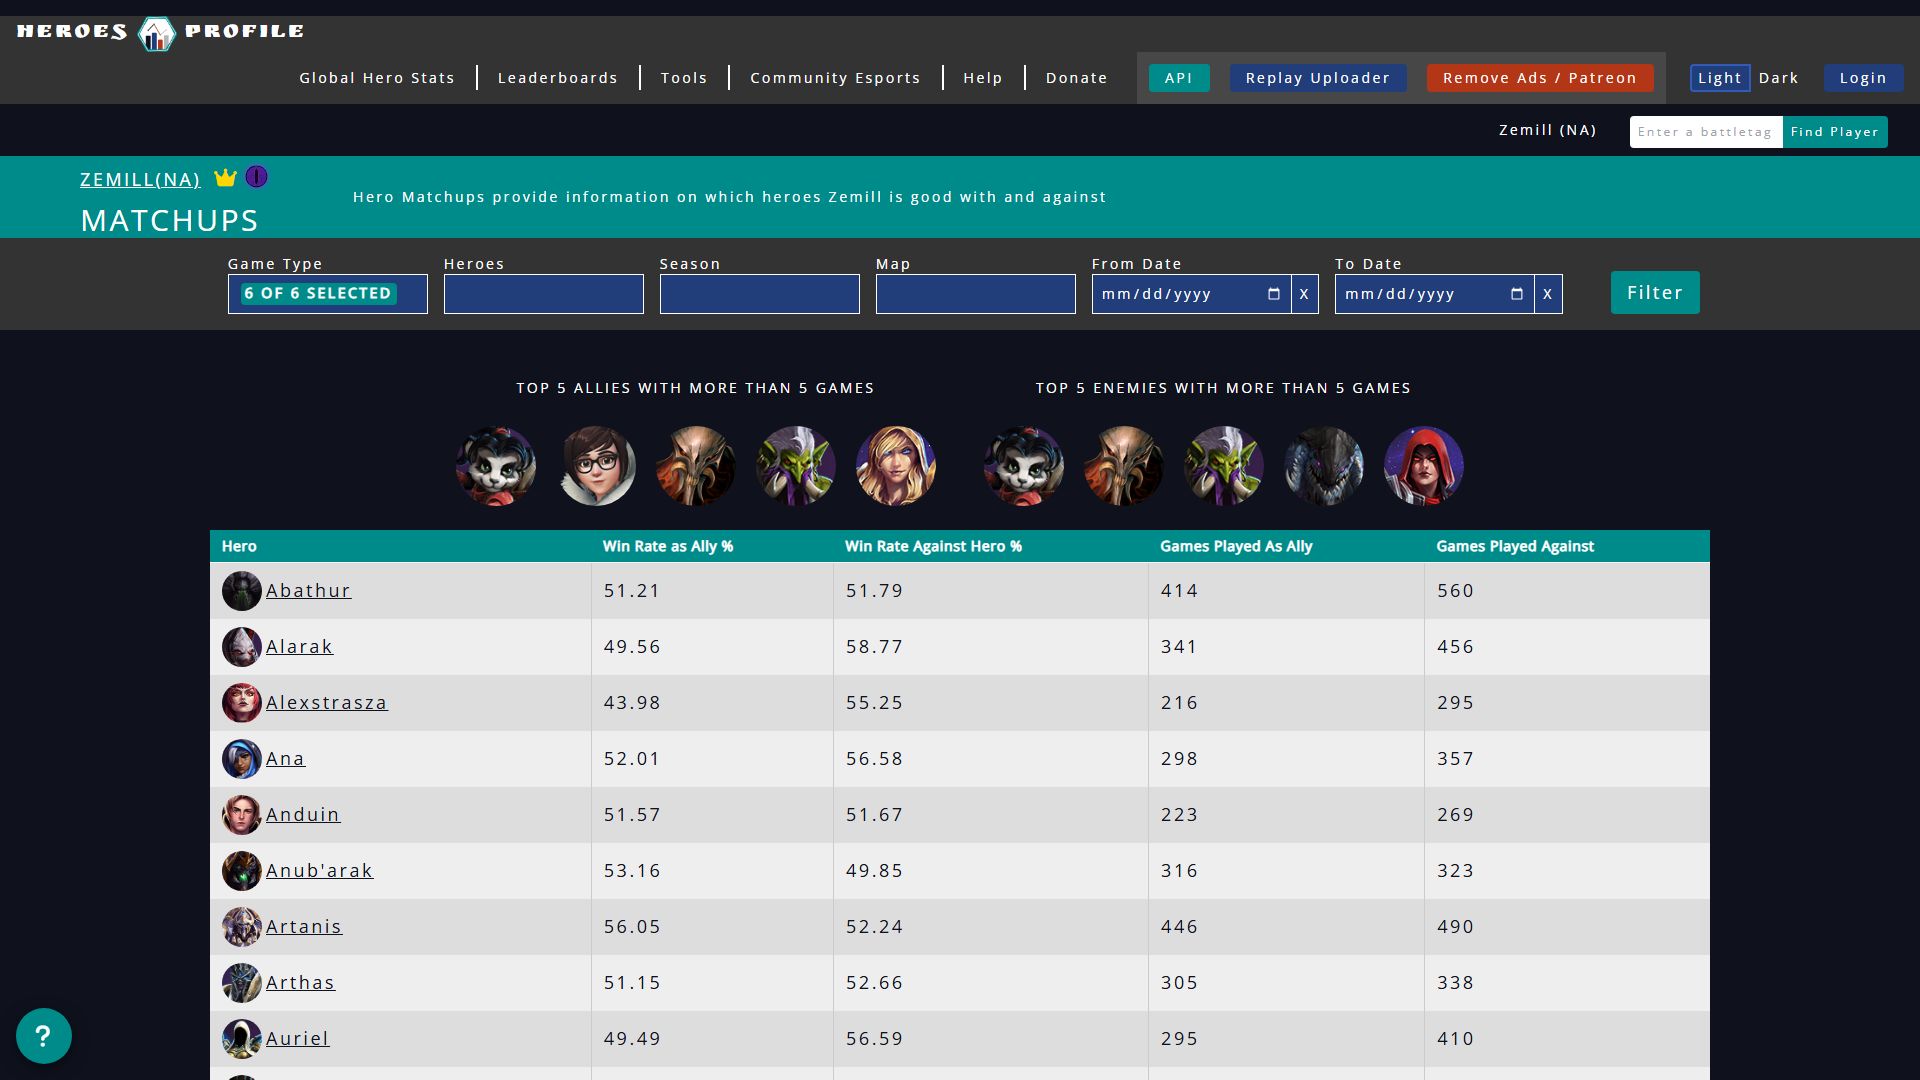 HEROES PROFILE
Global Hero Stats Leaderboards Tools Community Esports Help Donate API Replay Uploader Remove Ads / Patreon Light Dark Login
Zemill (NA) Enter a battletag Find Player
ZEMILL(NA)
MATCHUPS
Hero Matchups provide information on which heroes Zemill is good with and against
Game Type Heroes Season Map From Date To Date
6 OF 6 SELECTED mm/dd/yyyy X mm/dd/yyyy X Filter
TOP 5 ALLIES WITH MORE THAN 5 GAMES TOP 5 ENEMIES WITH MORE THAN 5 GAMES
Hero Win Rate as Ally % Win Rate Against Hero % Games Played As Ally Games Played Against
Abathur 51.21 51.79 414 560
Alarak 49.56 58.77 341 456
Alexstrasza 43.98 55.25 216 295
Ana 52.01 56.58 298 357
Anduin 51.57 51.67 223 269
Anub'arak 53.16 49.85 316 323
Artanis 56.05 52.24 446 490
Arthas 51.15 52.66 305 338
Auriel 49.49 56.59 295 410
?